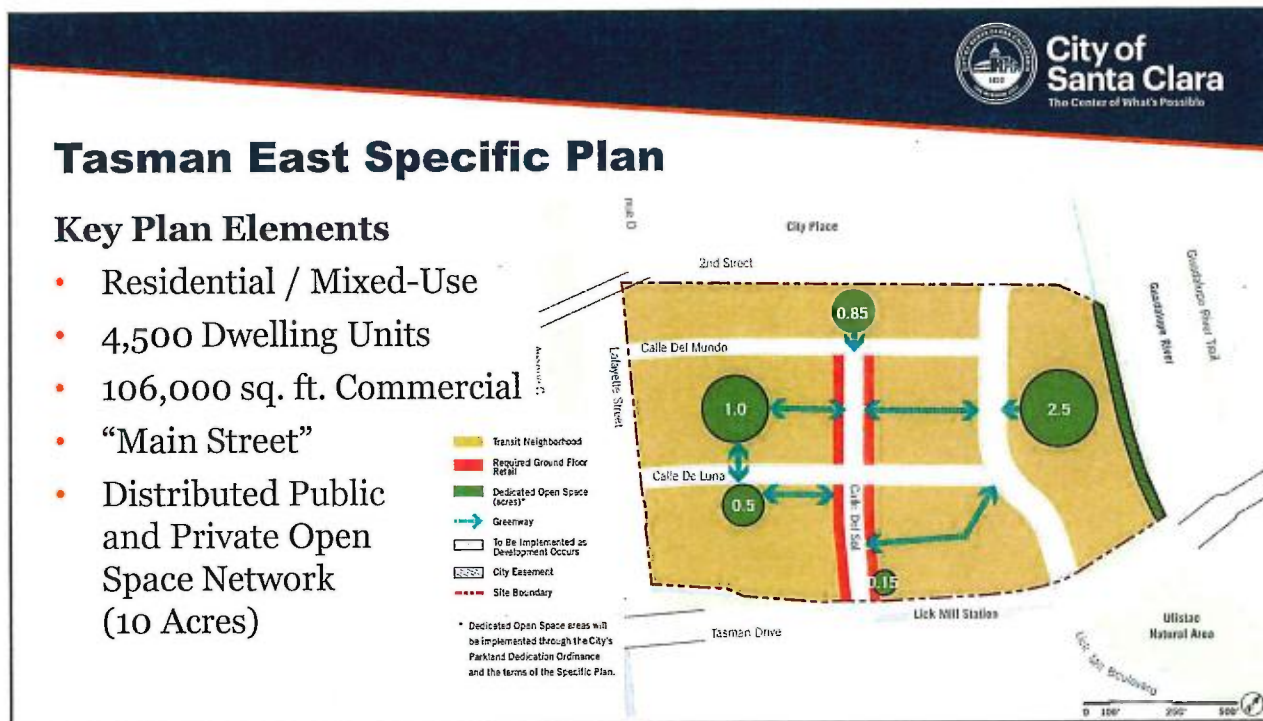 City of
Santa Clara
The Center of What's Possible
Tasman East Specific Plan
Key Plan Elements
• Residential / Mixed-Use
• 4,500 Dwelling Units
• 106,000 sq. ft. Commercial
• “Main Street”
• Distributed Public
and Private Open
Space Network
(10 Acres)
Transit Neighborhood
Required Ground Floor
Retail
Dedicated Open Space
(acres)*
Greenway
To Be Implemented as
Development Occurs
City Easement
Site Boundary
* Dedicated Open Space areas will
be implemented through the City's
Parkland Dedication Ordinance
and the terms of the Specific Plan.
City Place
2nd Street
Guadalupe River
Guadalupe River Trail
0.85
Calle Del Mundo
Lafayette Street
1.0
2.5
Calle De Luna
0.5
Calle Del Sol
0.15
Lick Mill Station
Tasman Drive
Ulistac
Natural Area
Lick Mill Boulevard
0 100' 250' 500'